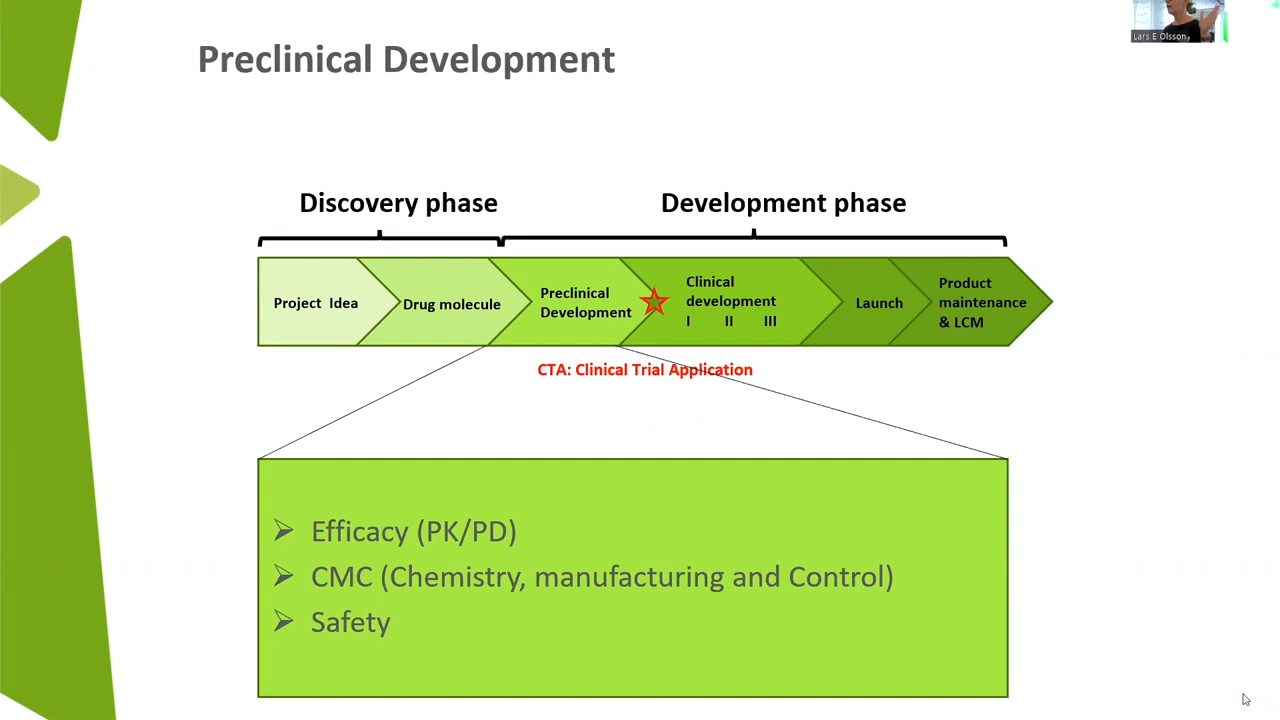 Lars E Olsson
Preclinical Development
Discovery phase
Development phase
Project Idea
Drug molecule
Preclinical
Development
Clinical
development
I II III
Launch
Product
maintenance
& LCM
CTA: Clinical Trial Application
Efficacy (PK/PD)
CMC (Chemistry, manufacturing and Control)
Safety